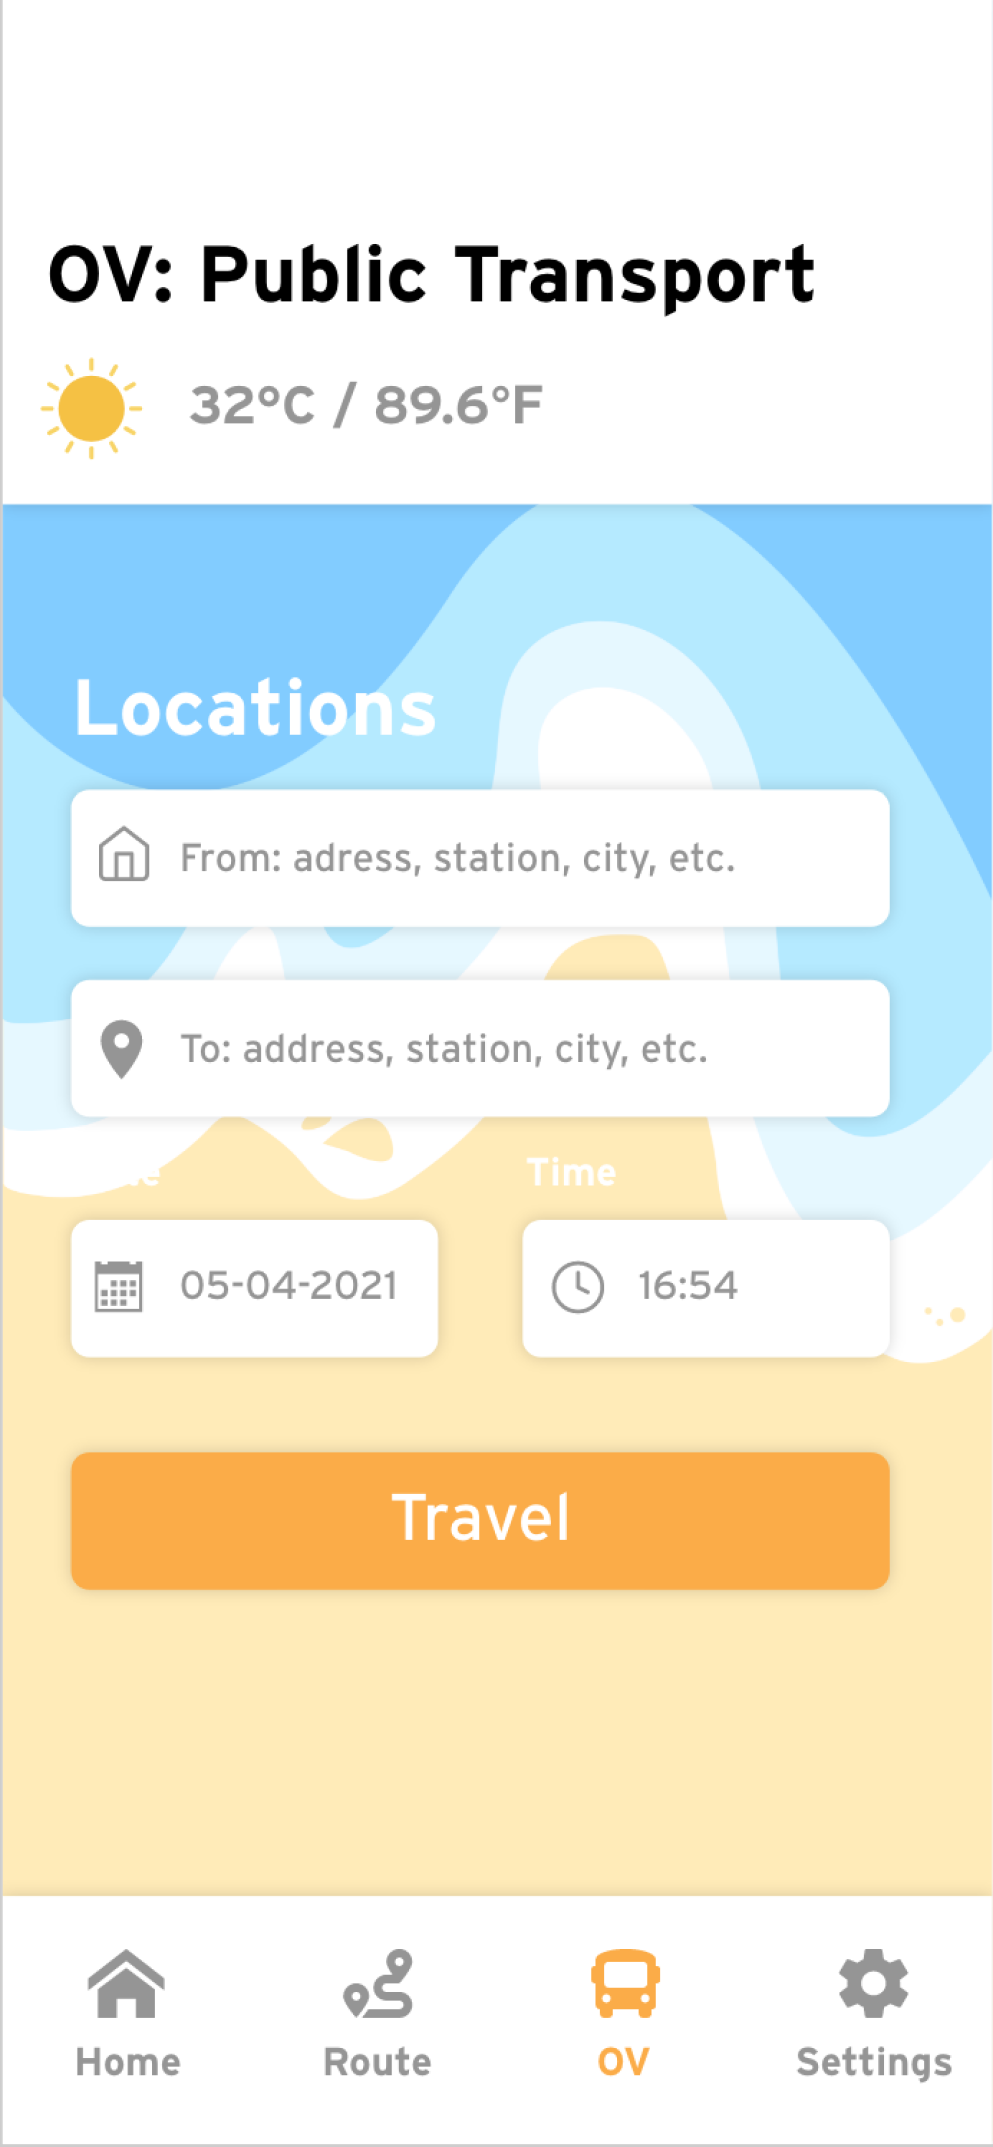 OV: Public Transport
32°C / 89.6°F
Locations
From: adress, station, city, etc.
To: address, station, city, etc.
Time
05-04-2021
16:54
Travel
Home
Route
OV
Settings